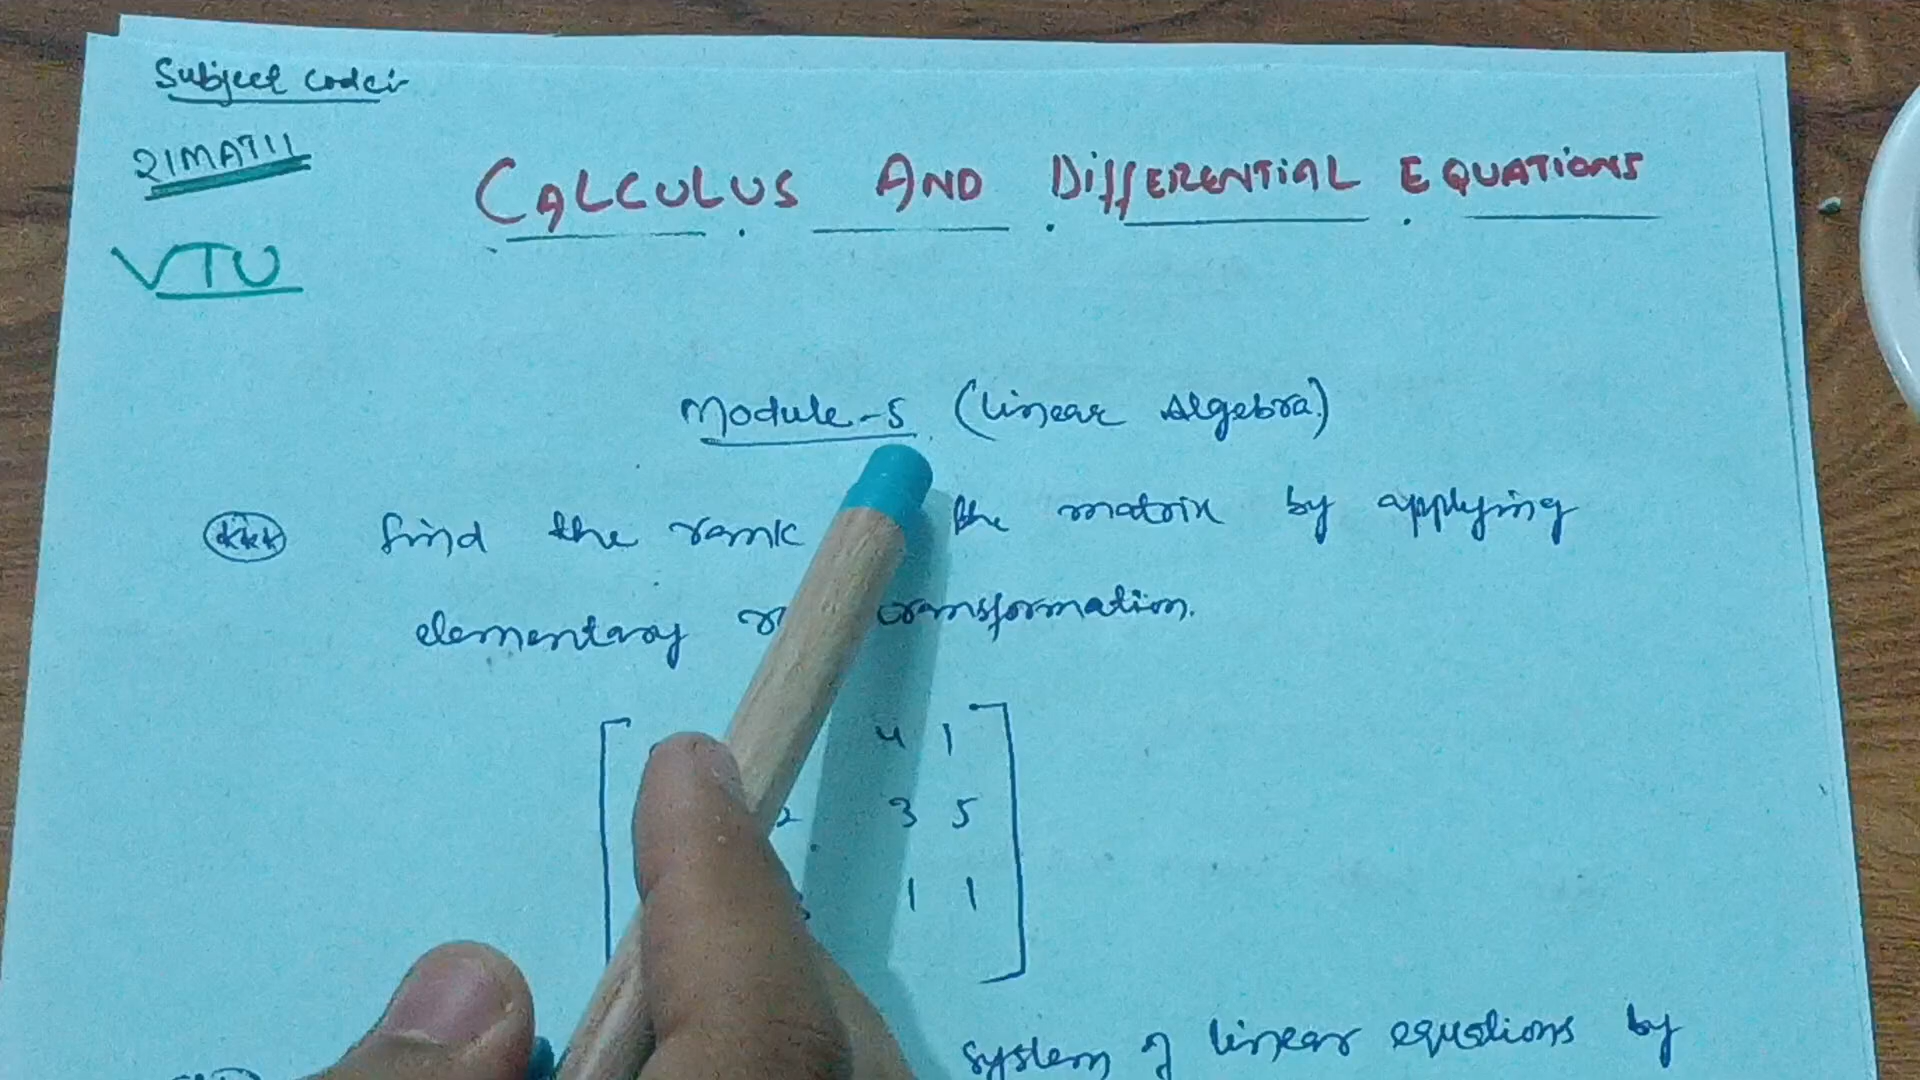 Subject code:-
21MAT11
VTU
CALCULUS AND DIFFERENTIAL EQUATIONS
Module-5 (linear Algebra)
find the rank the matrix by applying
elementary transformation.
4 1
2 3 5
1 1
system of linear equations by